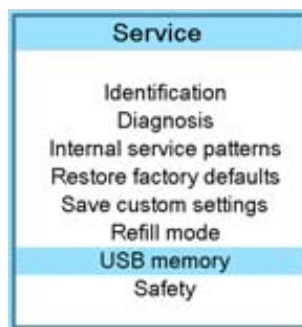 Service
Identification
Diagnosis
Internal service patterns
Restore factory defaults
Save custom settings
Refill mode
USB memory
Safety